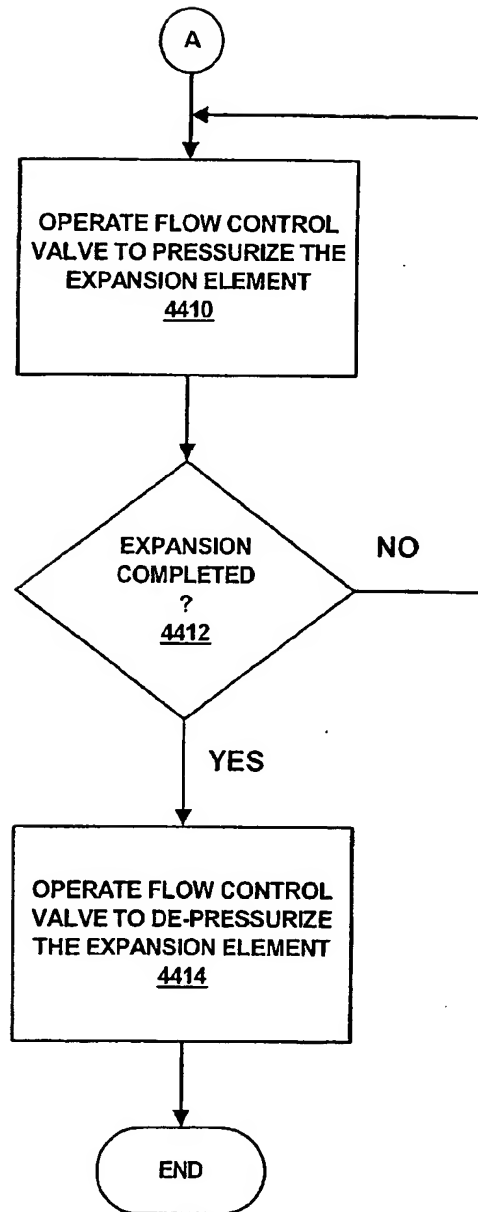 A
OPERATE FLOW CONTROL
VALVE TO PRESSURIZE THE
EXPANSION ELEMENT
4410
EXPANSION
COMPLETED
?
4412
NO
YES
OPERATE FLOW CONTROL
VALVE TO DE-PRESSURIZE
THE EXPANSION ELEMENT
4414
END